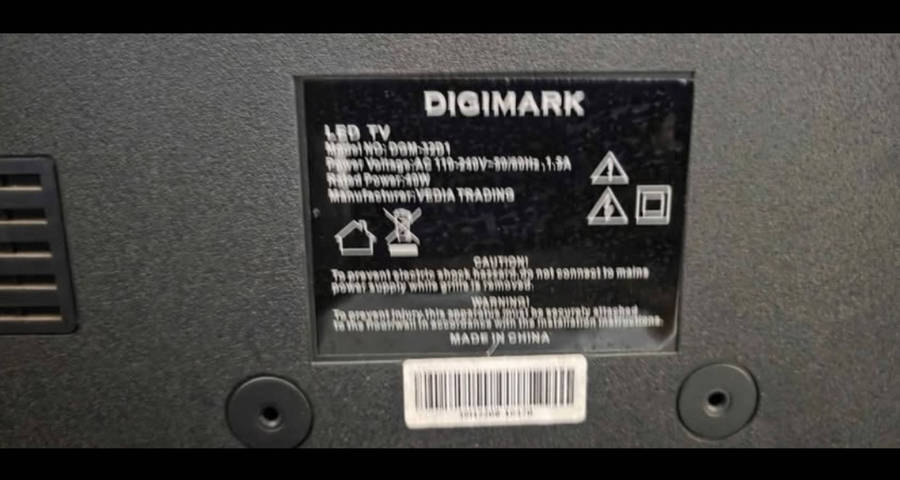 DIGIMARK
LED TV
Model NO: DGM-32D1
Power Voltage:AC 110-240V~50/60Hz ,1.5A
Rated Power:40W
Manufacturer:VEDIA TRADING
CAUTION!
To prevent electric shock hazaerd, do not connect to mains
power supply while grille is removed.
WARNING!
To prevent injury, this apparatus must be securely attached
to the floor/wall in accordance with the installation instructions.
MADE IN CHINA